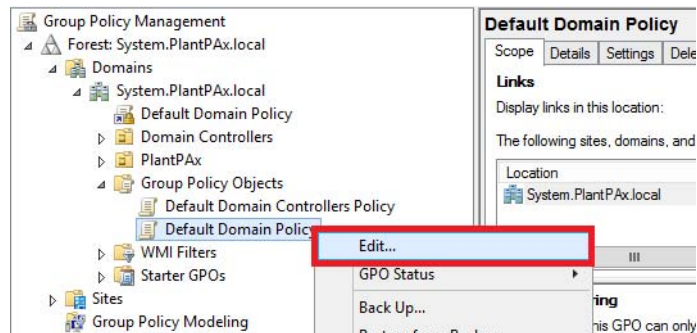 Group Policy Management
Forest: System.PlantPAx.local
Domains
System.PlantPAx.local
Default Domain Policy
Domain Controllers
PlantPAx
Group Policy Objects
Default Domain Controllers Policy
Default Domain Policy
WMI Filters
Starter GPOs
Sites
Group Policy Modeling
Default Domain Policy
Scope Details Settings Dele
Links
Display links in this location:
The following sites, domains, and
Location
System.PlantPAx.local
Edit...
GPO Status
Back Up...
ring
his GPO can only